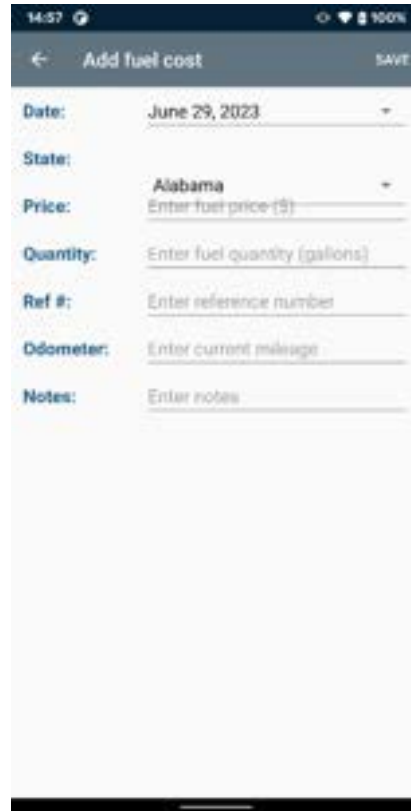 14:57 100%
Add fuel cost SAVE
Date: June 29, 2023
State:
Alabama
Price: Enter fuel price ($)
Quantity: Enter fuel quantity (gallons)
Ref #: Enter reference number
Odometer: Enter current mileage
Notes: Enter notes